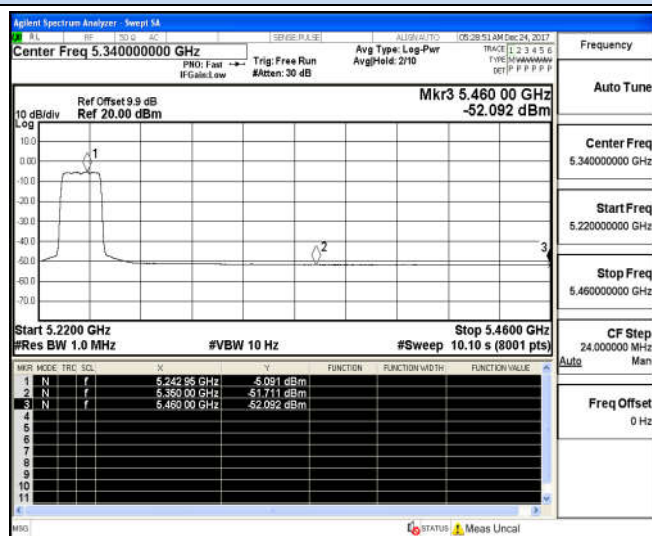 Agilent Spectrum Analyzer - Swept SA
RL RF 50 Ω AC SENSE:PULSE ALIGN AUTO 05:28:51 AM Dec 24, 2017
Center Freq 5.340000000 GHz
PNO: Fast
IFGain:Low
Trig: Free Run
#Atten: 30 dB
Avg Type: Log-Pwr
Avg|Hold: 2/10
TRACE 1 2 3 4 5 6
TYPE
DET P P P P P P
Frequency
Auto Tune
Center Freq
5.340000000 GHz
Start Freq
5.220000000 GHz
Stop Freq
5.460000000 GHz
CF Step
24.000000 MHz
Auto Man
Freq Offset
0 Hz
Mkr3 5.460 00 GHz
-52.092 dBm
Ref Offset 9.9 dB
Ref 20.00 dBm
10 dB/div
Log
10.0
0.00
-10.0
-20.0
-30.0
-40.0
-50.0
-60.0
-70.0
1
2
3
Start 5.2200 GHz
Stop 5.4600 GHz
#Res BW 1.0 MHz
#VBW 10 Hz
#Sweep 10.10 s (8001 pts)
MKR MODE TRC SCL X Y FUNCTION FUNCTION WIDTH FUNCTION VALUE
1 N f 5.242 95 GHz -5.091 dBm
2 N f 5.350 00 GHz -51.711 dBm
3 N f 5.460 00 GHz -52.092 dBm
4
5
6
7
8
9
10
11
MSG
STATUS
Meas Uncal